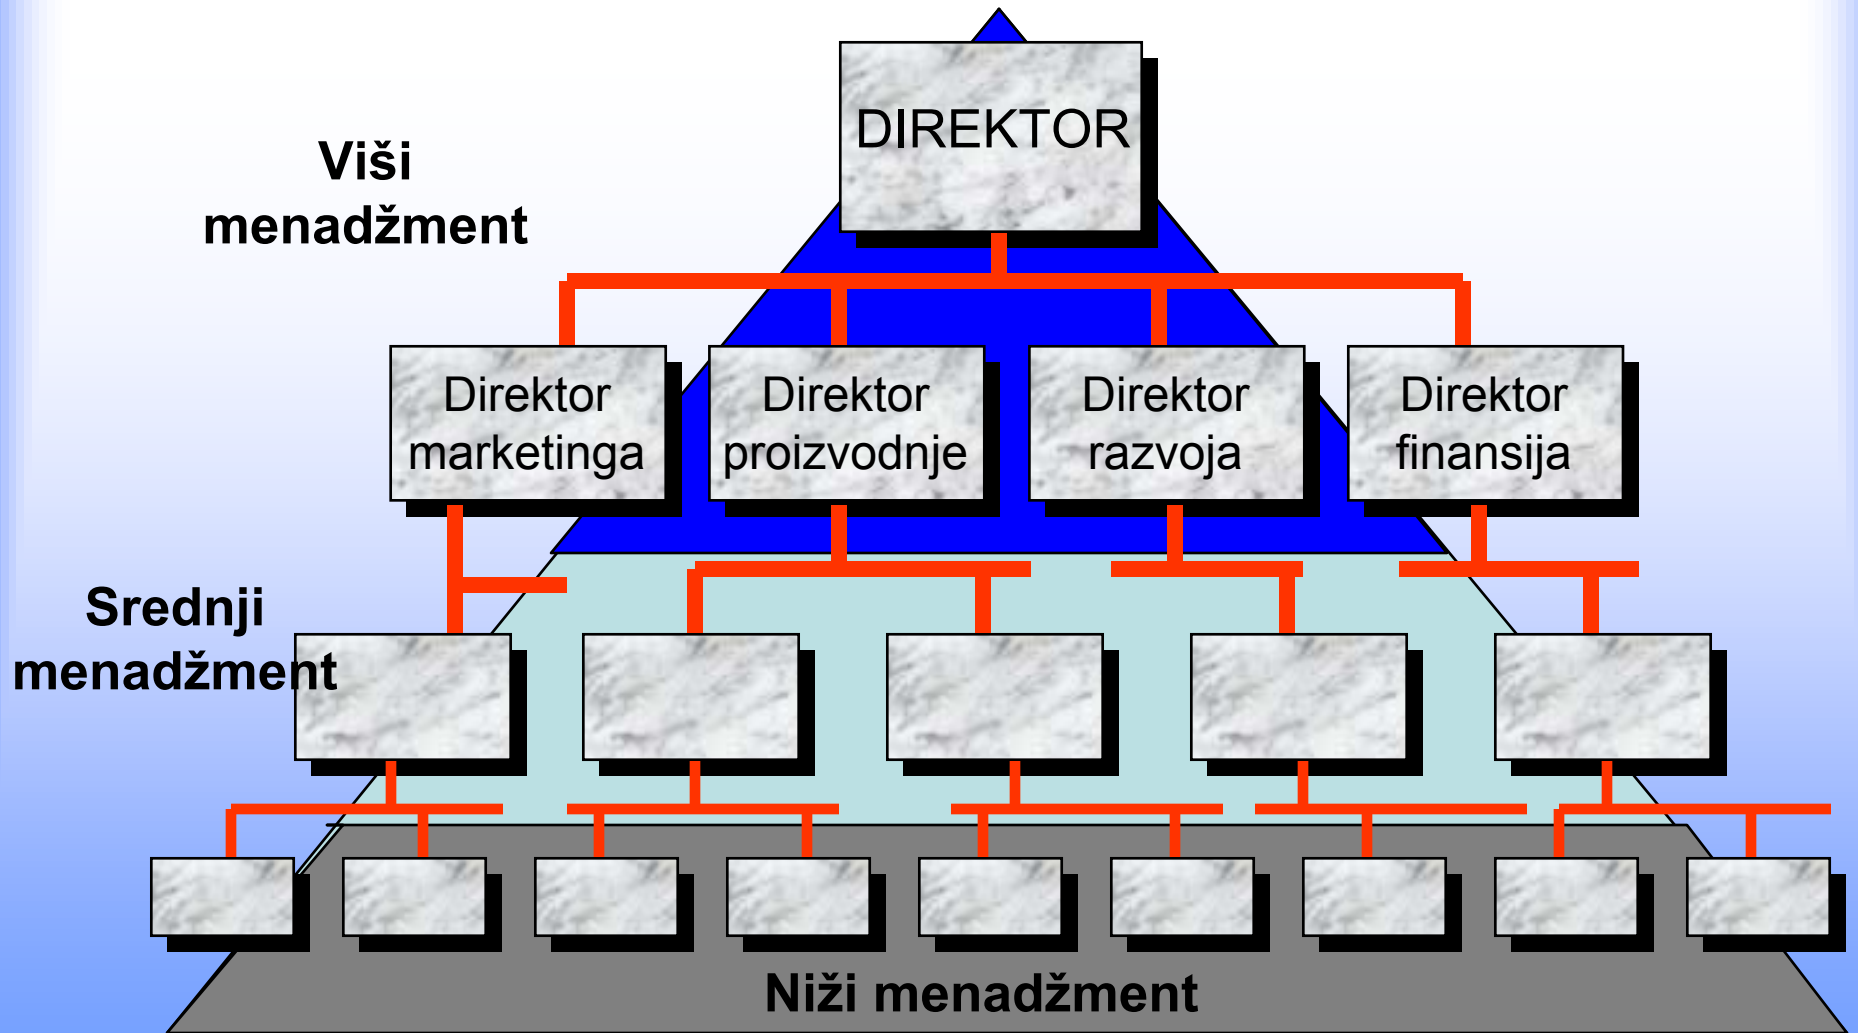 DIREKTOR
Viši
menadžment
Direktor
marketinga
Direktor
proizvodnje
Direktor
razvoja
Direktor
finansija
Srednji
menadžment
Niži menadžment